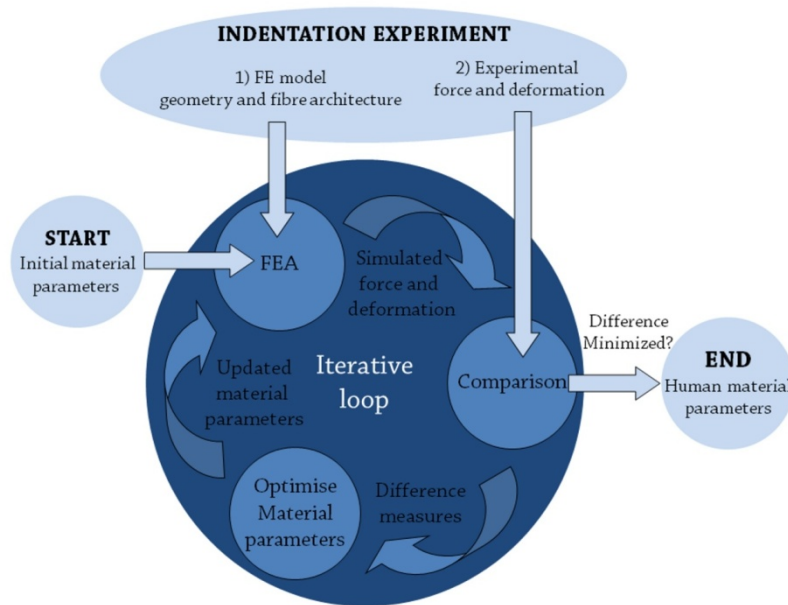 INDENTATION EXPERIMENT
1) FE model
geometry and fibre architecture
2) Experimental
force and deformation
START
Initial material
parameters
FEA
Simulated
force and
deformation
Comparison
Difference
Minimized?
END
Human material
parameters
Iterative
loop
Updated
material
parameters
Optimise
Material
parameters
Difference
measures